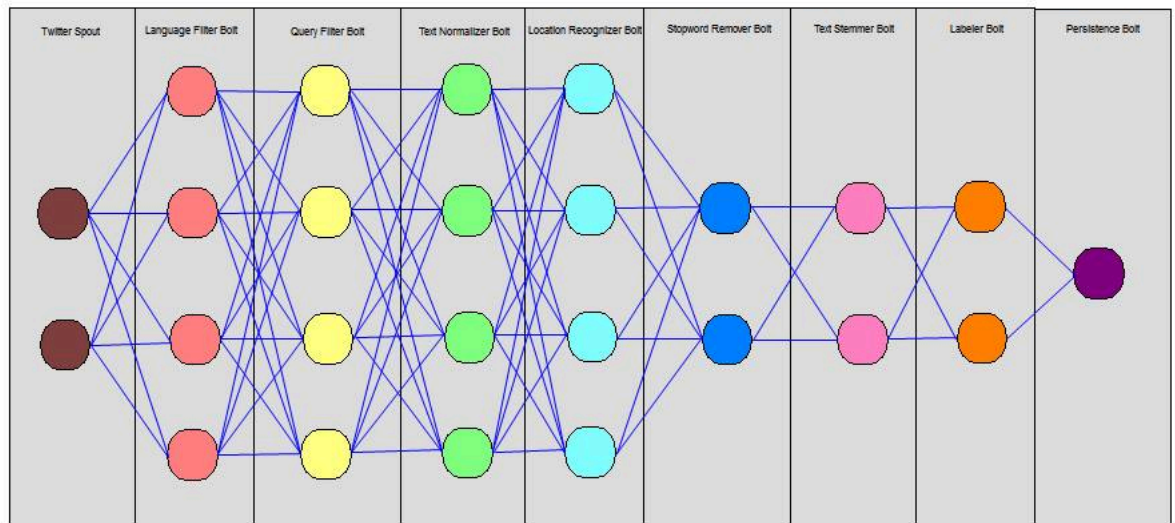 Twitter Spout
Language Filter Bolt
Query Filter Bolt
Text Normalizer Bolt
Location Recognizer Bolt
Stopword Remover Bolt
Text Stemmer Bolt
Labeler Bolt
Persistence Bolt